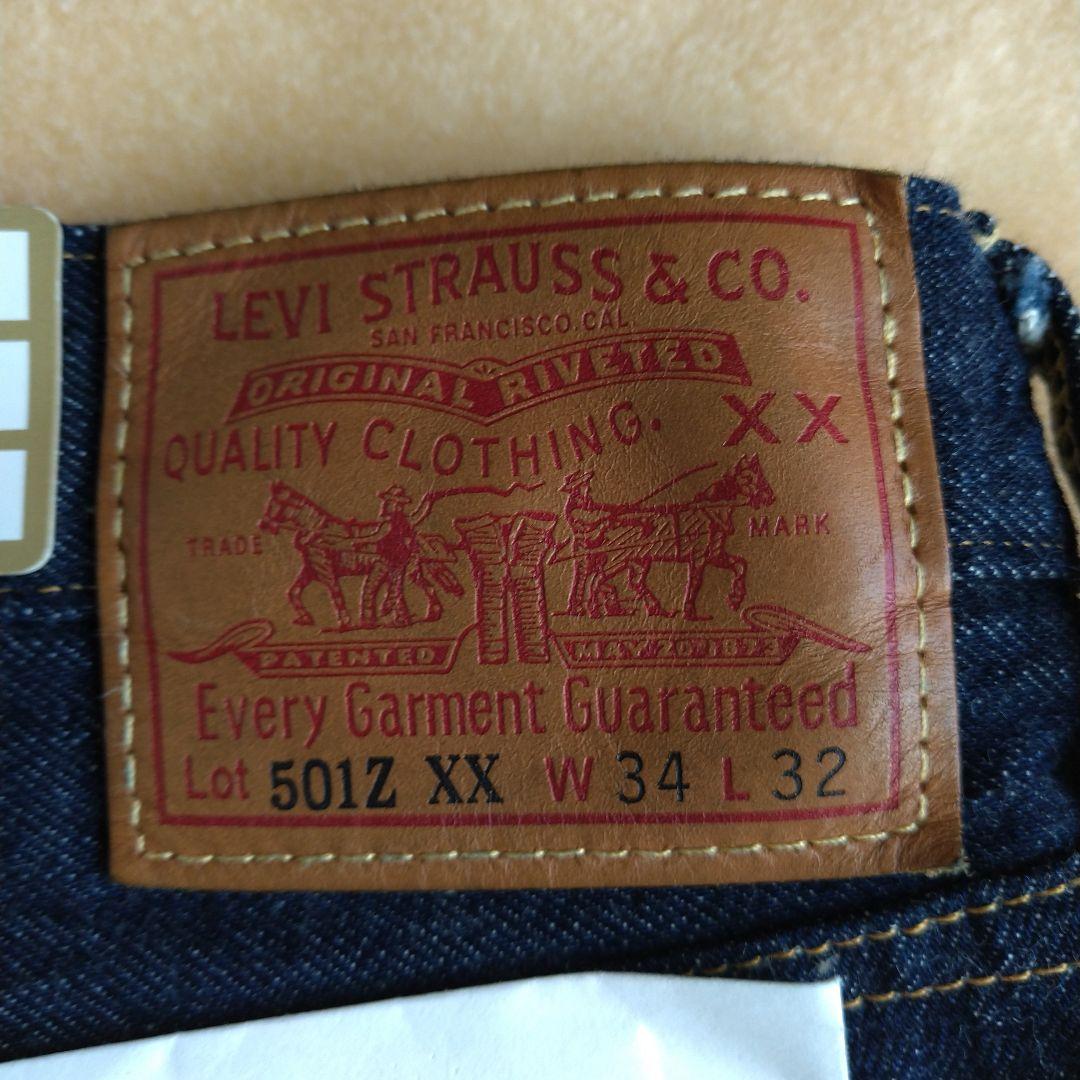 LEVI STRAUSS & CO.
SAN FRANCISCO. CAL.
ORIGINAL RIVETED
QUALITY CLOTHING. XX
TRADE MARK
PATENTED MAY 20 1873
Every Garment Guaranteed
Lot 501Z XX W 34 L 32